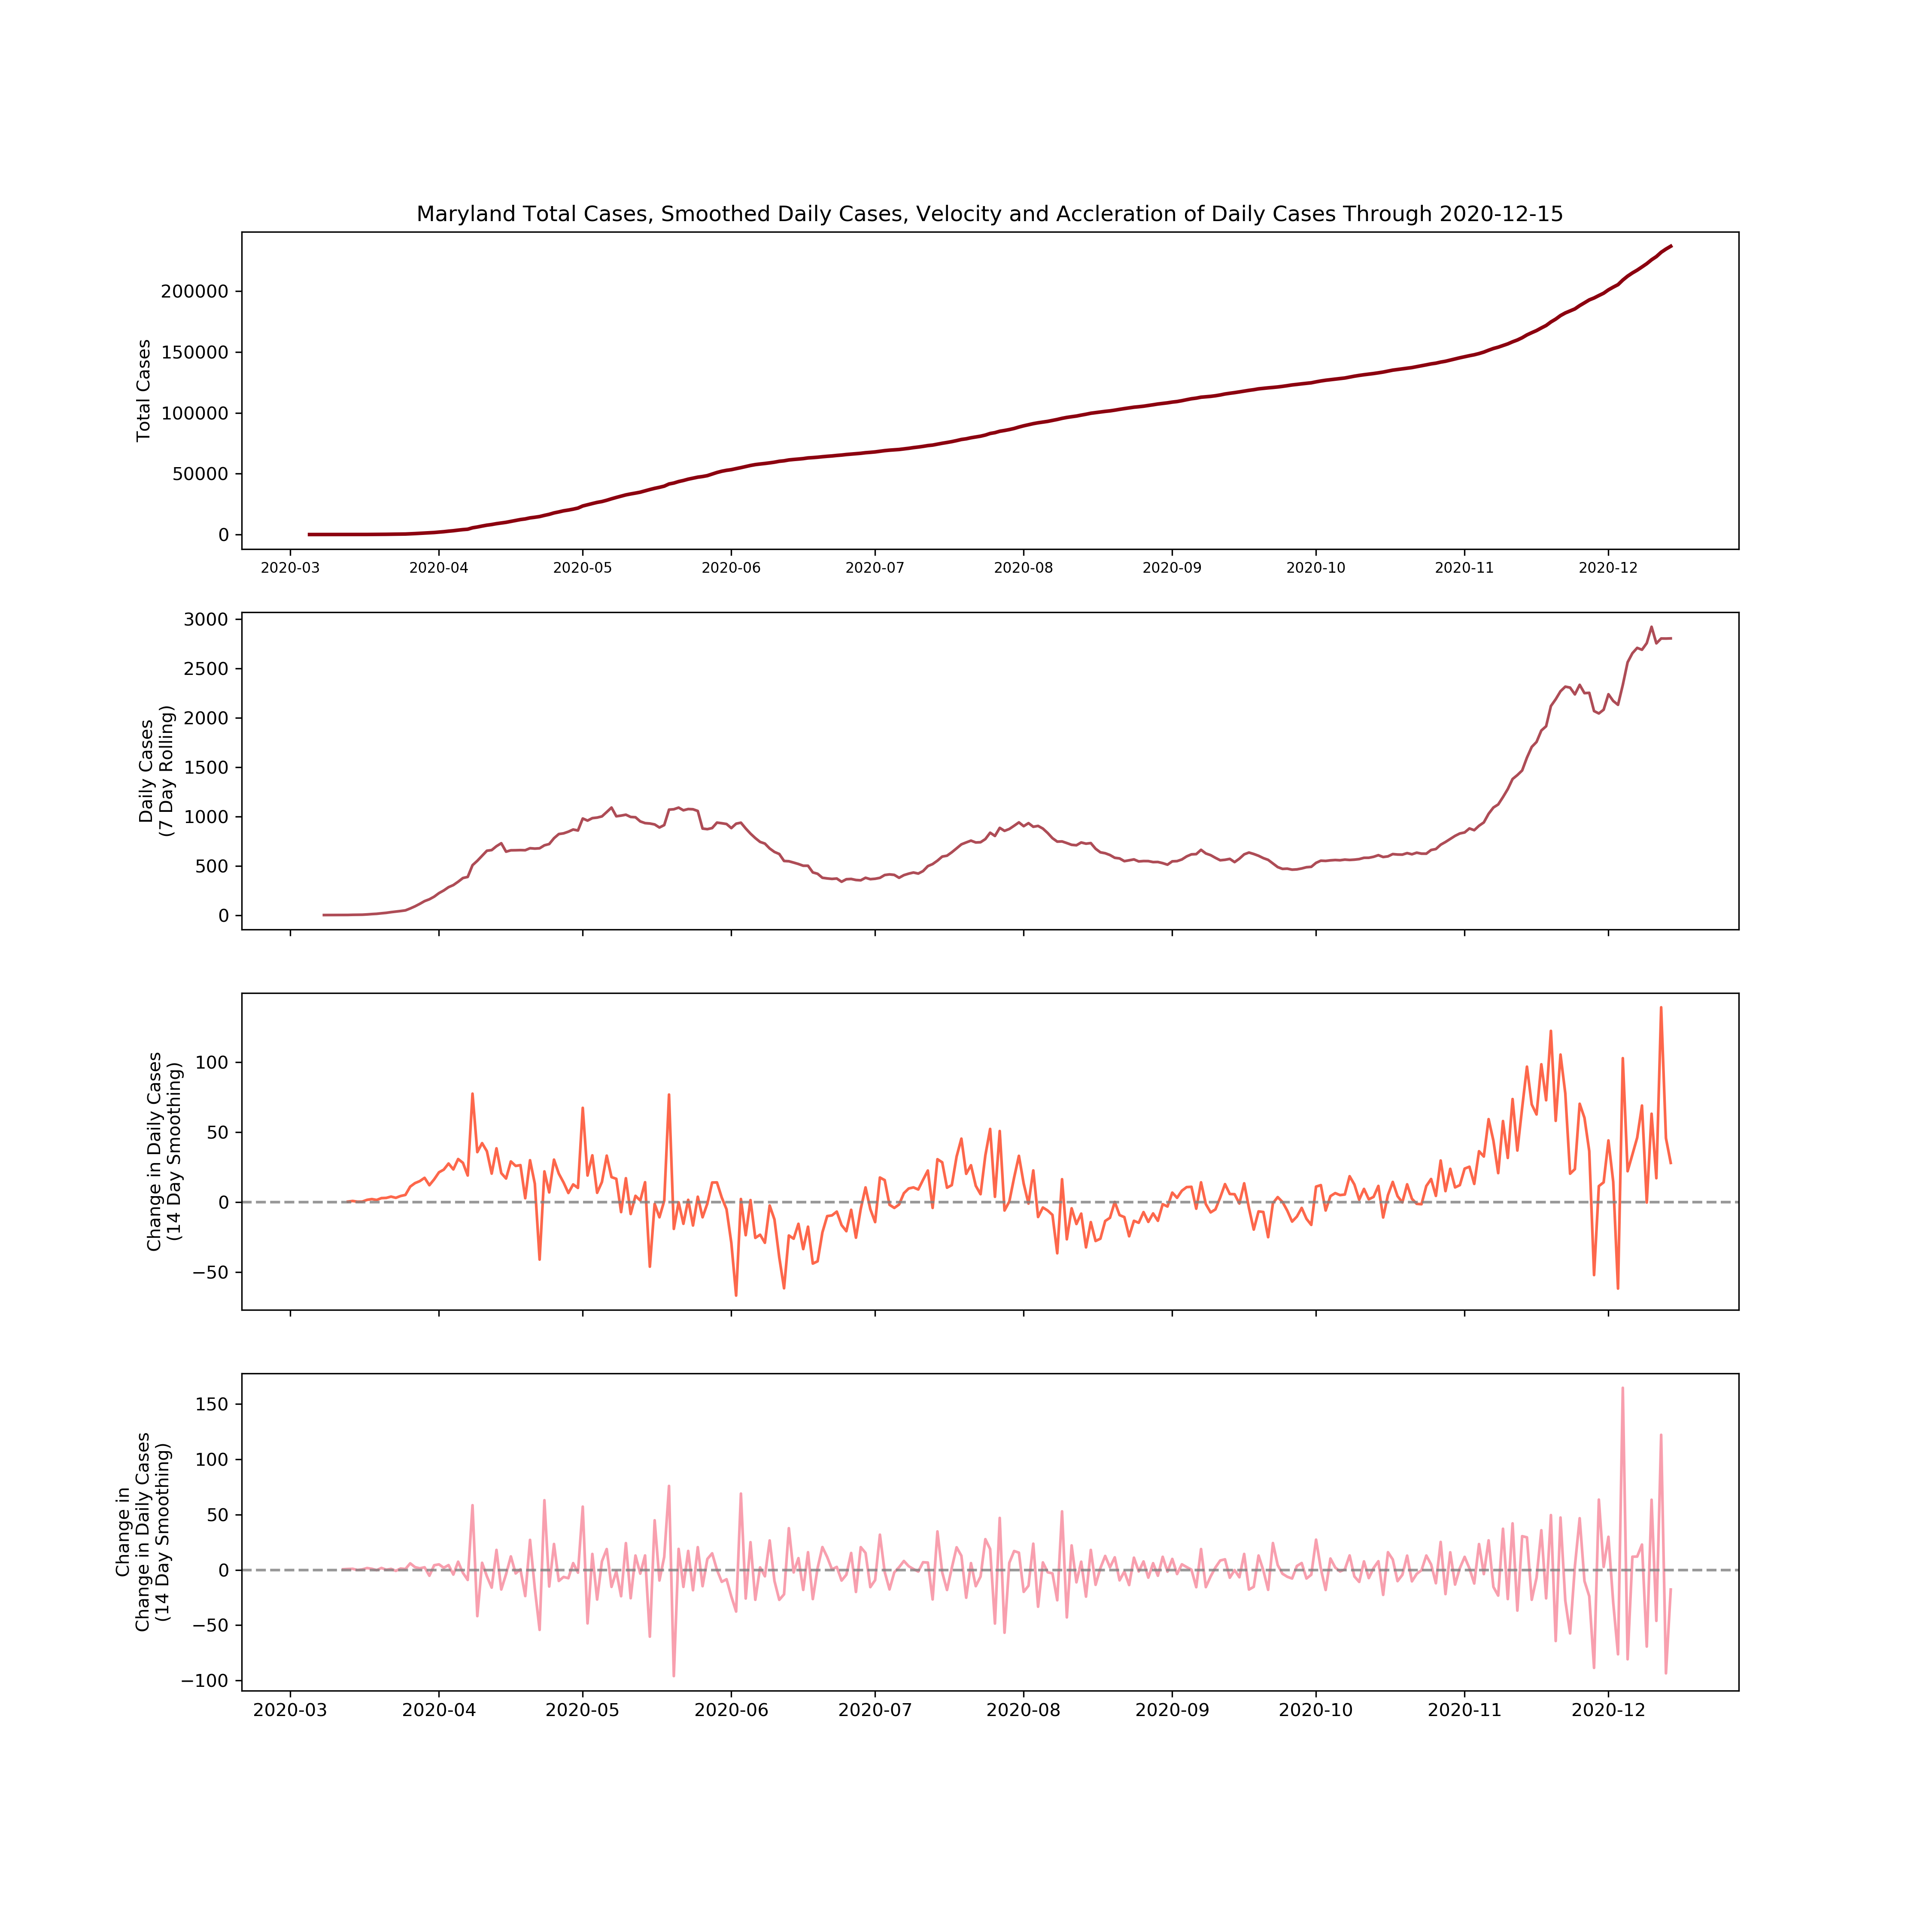 Maryland Total Cases, Smoothed Daily Cases, Velocity and Accleration of Daily Cases Through 2020-12-15
Total Cases
200000
150000
100000
50000
0
2020-03 2020-04 2020-05 2020-06 2020-07 2020-08 2020-09 2020-10 2020-11 2020-12
Daily Cases
(7 Day Rolling)
3000
2500
2000
1500
1000
500
0
Change in Daily Cases
(14 Day Smoothing)
100
50
0
−50
Change in
Change in Daily Cases
(14 Day Smoothing)
150
100
50
0
−50
−100
2020-03 2020-04 2020-05 2020-06 2020-07 2020-08 2020-09 2020-10 2020-11 2020-12